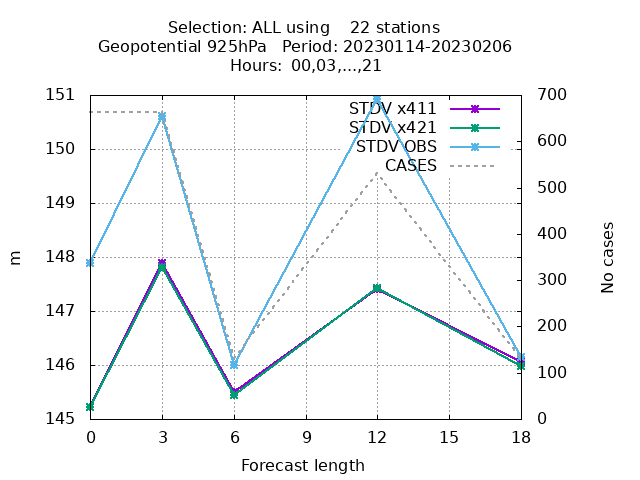 Selection: ALL using    22 stations
Geopotential 925hPa   Period: 20230114-20230206
Hours:  00,03,...,21
STDV x411
STDV x421
STDV OBS
CASES
151
150
149
148
147
146
145
700
600
500
400
300
200
100
0
m
No cases
0 3 6 9 12 15 18
Forecast length